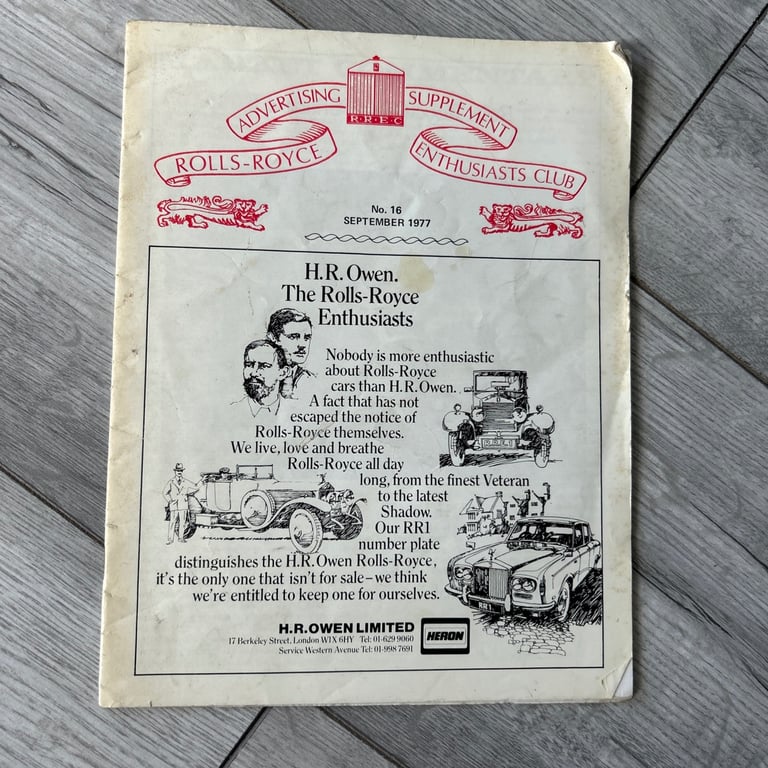 ADVERTISING SUPPLEMENT
R·R·E·C
ROLLS-ROYCE ENTHUSIASTS CLUB
No. 16
SEPTEMBER 1977
H.R. Owen.
The Rolls-Royce
Enthusiasts
Nobody is more enthusiastic
about Rolls-Royce
cars than H.R. Owen.
A fact that has not
escaped the notice of
Rolls-Royce themselves.
We live, love and breathe
Rolls-Royce all day
long, from the finest Veteran
to the latest
Shadow.
Our RR1
number plate
distinguishes the H.R. Owen Rolls-Royce,
it's the only one that isn't for sale – we think
we're entitled to keep one for ourselves.
RR1
H.R. OWEN LIMITED
17 Berkeley Street, London W1X 6HY Tel: 01-629 9060
Service Western Avenue Tel: 01-998 7691
HERON